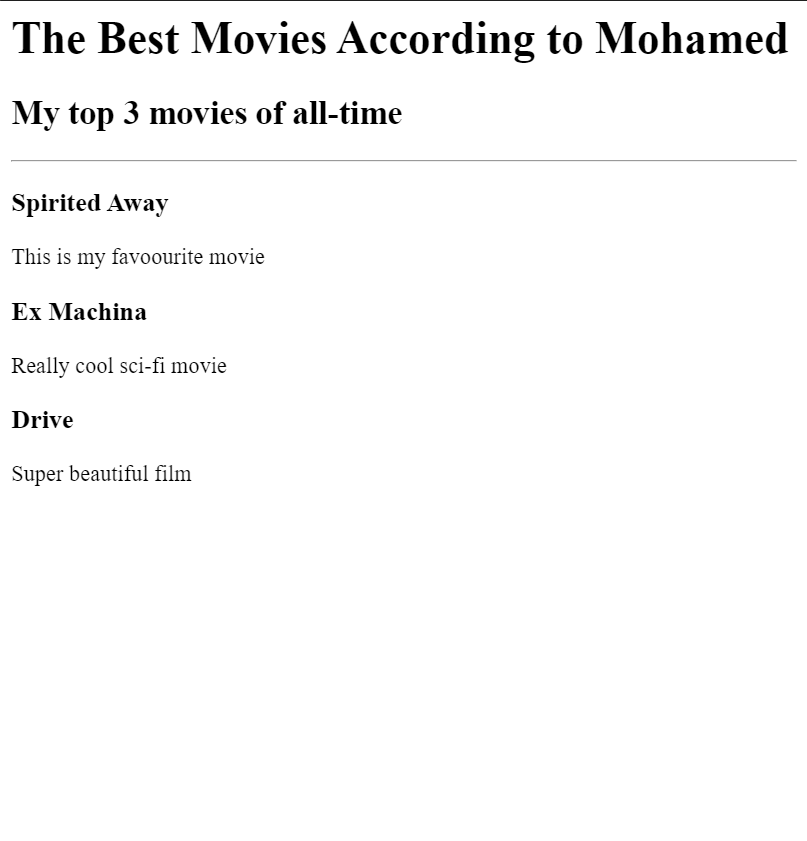 The Best Movies According to Mohamed
My top 3 movies of all-time
Spirited Away
This is my favoourite movie
Ex Machina
Really cool sci-fi movie
Drive
Super beautiful film